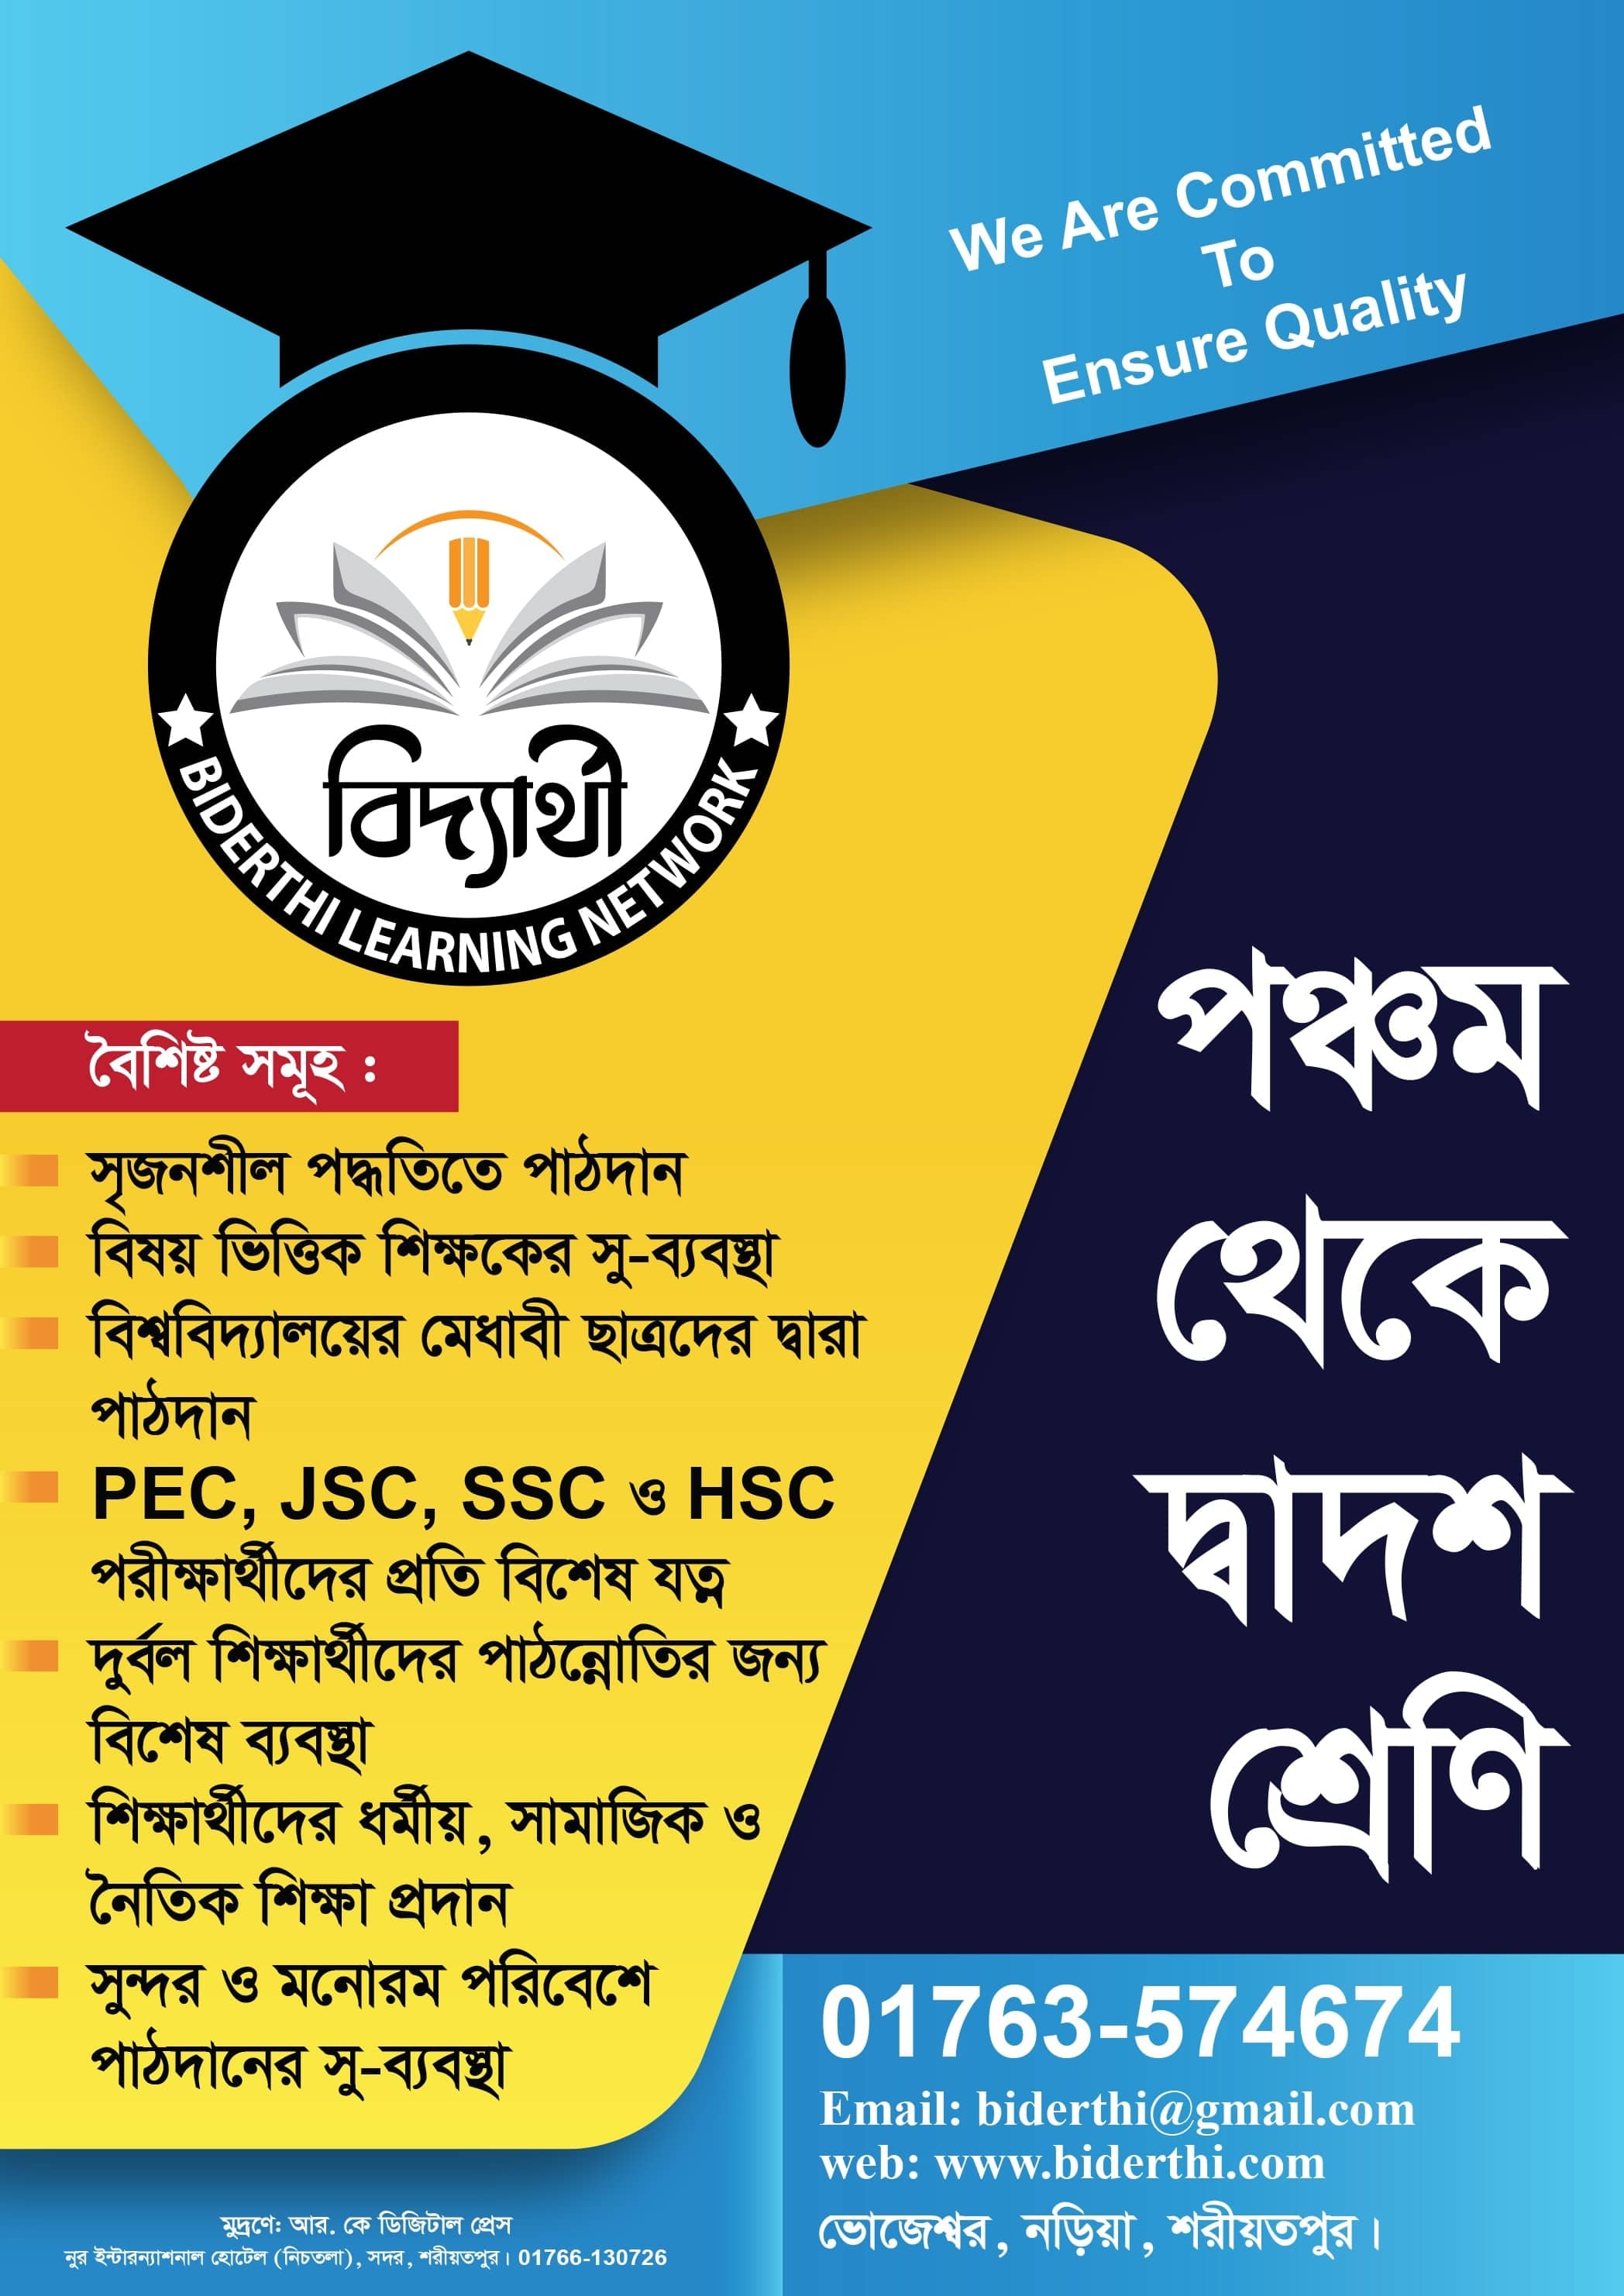 We Are Committed
To
Ensure Quality
বিদ্যার্থী
BIDERTHI LEARNING NETWORK
পঞ্চম
থেকে
দ্বাদশ
শ্রেণি
বৈশিষ্ট সমূহ :
সৃজনশীল পদ্ধতিতে পাঠদান
বিষয় ভিত্তিক শিক্ষকের সু-ব্যবস্থা
বিশ্ববিদ্যালয়ের মেধাবী ছাত্রদের দ্বারা
পাঠদান
PEC, JSC, SSC ও HSC
পরীক্ষার্থীদের প্রতি বিশেষ যত্ন
দুর্বল শিক্ষার্থীদের পাঠন্নোতির জন্য
বিশেষ ব্যবস্থা
শিক্ষার্থীদের ধর্মীয়, সামাজিক ও
নৈতিক শিক্ষা প্রদান
সুন্দর ও মনোরম পরিবেশে
পাঠদানের সু-ব্যবস্থা
01763-574674
Email: biderthi@gmail.com
web: www.biderthi.com
ভোজেশ্বর, নড়িয়া, শরীয়তপুর।
মুদ্রণে: আর. কে ডিজিটাল প্রেস
নুর ইন্টারন্যাশনাল হোটেল (নিচতলা), সদর, শরীয়তপুর। 01766-130726